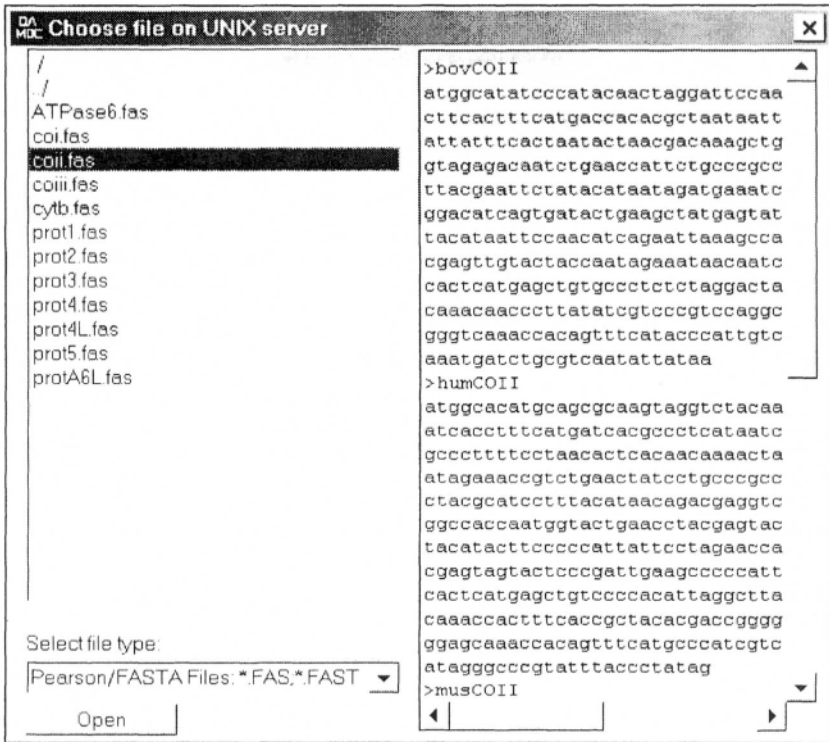 Choose file on UNIX server
/
../
ATPase6.fas
coi.fas
coii.fas
coiii.fas
cytb.fas
prot1.fas
prot2.fas
prot3.fas
prot4.fas
prot4L.fas
prot5.fas
protA6L.fas
Select file type:
Pearson/FASTA Files: *.FAS,*.FAST
Open
>bovCOII
atggcatatcccatacaactaggattccaa
cttcactttcatgaccacacgctaataatt
attatttcactaatactaacgacaaagctg
gtagagacaatctgaaccattctgcccgcc
ttacgaattctatacataatagatgaaatc
ggacatcagtgatactgaagctatgagtat
tacataattccaacatcagaattaaagcca
cgagttgtactaccaatagaaataacaatc
cactcatgagctgtgccctctctaggacta
caaacaacccttatatcgtcccgtccaggc
gggtcaaaccacagtttcatacccattgtc
aaatgatctgcgtcaatattataa
>humCOII
atggcacatgcagcgcaagtaggtctacaa
atcacctttcatgatcacgccctcataatc
gcccttttcctaacactcacaacaaaacta
atagaaaccgtctgaactatcctgcccgcc
ctacgcatcctttacataacagacgaggtc
ggccaccaatggtactgaacctacgagtac
tacatacttcccccattattcctagaacca
cgagtagtactcccgattgaagcccccatt
cactcatgagctgtccccacattaggctta
caaaccactttcaccgctacacgaccgggg
ggagcaaaccacagtttcatgcccatcgtc
atagggcccgtatttaccctatag
>musCOII